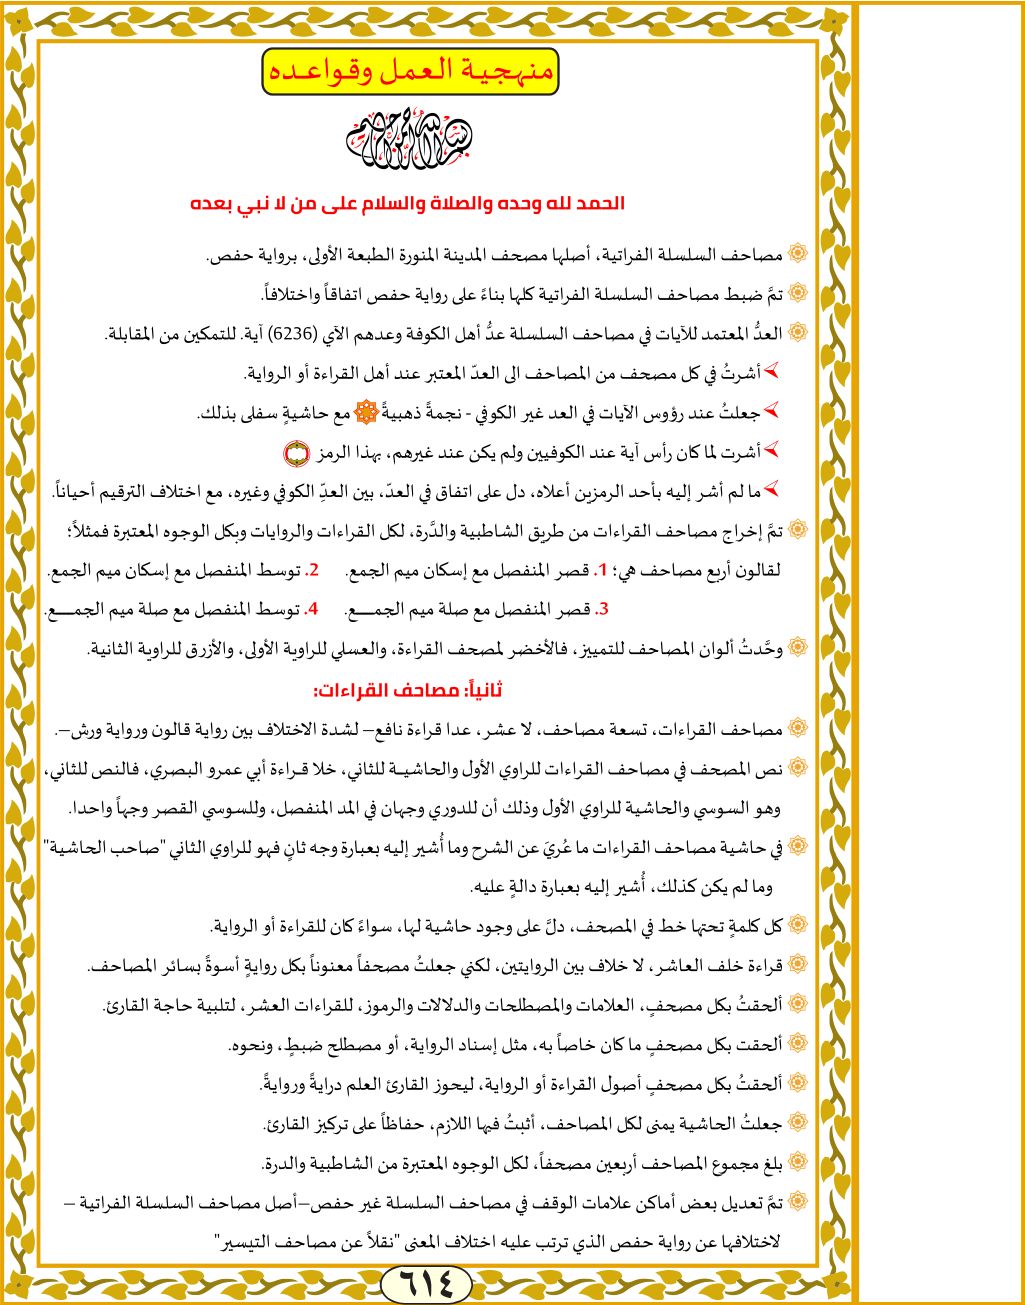 منهجية العمل وقواعده
بسم الله الرحمن الرحيم
الحمد لله وحده والصلاة والسلام على من لا نبي بعده
مصاحف السلسلة الفراتية، أصلها مصحف المدينة المنورة الطبعة الأولى، برواية حفص.
تمَّ ضبط مصاحف السلسلة الفراتية كلها بناءً على رواية حفص اتفاقاً واختلافاً.
العدُّ المعتمد للآيات في مصاحف السلسلة عدُّ أهل الكوفة وعدهم الآي (6236) آية. للتمكين من المقابلة.
أشرتُ في كل مصحف من المصاحف الى العدّ المعتبر عند أهل القراءة أو الرواية.
جعلتُ عند رؤوس الآيات في العد غير الكوفي - نجمةً ذهبيةً مع حاشيةٍ سفلى بذلك.
أشرت لما كان رأس آية عند الكوفيين ولم يكن عند غيرهم، بهذا الرمز
ما لم أشر إليه بأحد الرمزين أعلاه، دل على اتفاق في العدّ، بين العدِّ الكوفي وغيره، مع اختلاف الترقيم أحياناً.
تمَّ إخراج مصاحف القراءات من طريق الشاطبية والدَّرة، لكل القراءات والروايات وبكل الوجوه المعتبرة فمثلاً؛
لقالون أربع مصاحف هي؛ 1. قصر المنفصل مع إسكان ميم الجمع. 2. توسط المنفصل مع إسكان ميم الجمع.
3. قصر المنفصل مع صلة ميم الجمـــع. 4. توسط المنفصل مع صلة ميم الجمـــع.
وحَّدتُ ألوان المصاحف للتمييز، فالأخضر لمصحف القراءة، والعسلي للراوية الأولى، والأزرق للراوية الثانية.
ثانياً: مصاحف القراءات:
مصاحف القراءات، تسعة مصاحف، لا عشر، عدا قراءة نافع– لشدة الاختلاف بين رواية قالون ورواية ورش–.
نص المصحف في مصاحف القراءات للراوي الأول والحاشيـة للثاني، خلا قـراءة أبي عمرو البصري، فالنص للثاني،
وهو السوسي والحاشية للراوي الأول وذلك أن للدوري وجهان في المد المنفصل، وللسوسي القصر وجهاً واحدا.
في حاشية مصاحف القراءات ما عُريَ عن الشرح وما أُشير إليه بعبارة وجه ثانٍ فهو للراوي الثاني "صاحب الحاشية"
وما لم يكن كذلك، أُشير إليه بعبارة دالةٍ عليه.
كل كلمةٍ تحتها خط في المصحف، دلَّ على وجود حاشية لها، سواءً كان للقراءة أو الرواية.
قراءة خلف العاشر، لا خلاف بين الروايتين، لكني جعلتُ مصحفاً معنوناً بكل روايةٍ أسوةً بسائر المصاحف.
ألحقتُ بكل مصحفٍ، العلامات والمصطلحات والدلالات والرموز، للقراءات العشر، لتلبية حاجة القارئ.
ألحقت بكل مصحفٍ ما كان خاصاً به، مثل إسناد الرواية، أو مصطلح ضبطٍ، ونحوه.
ألحقتُ بكل مصحفٍ أصول القراءة أو الرواية، ليحوز القارئ العلم درايةً وروايةً.
جعلتُ الحاشية يمنى لكل المصاحف، أثبتُ فيها اللازم، حفاظاً على تركيز القارئ.
بلغ مجموع المصاحف أربعين مصحفاً، لكل الوجوه المعتبرة من الشاطبية والدرة.
تمَّ تعديل بعض أماكن علامات الوقف في مصاحف السلسلة غير حفص–أصل مصاحف السلسلة الفراتية –
لاختلافها عن رواية حفص الذي ترتب عليه اختلاف المعنى "نقلاً عن مصاحف التيسير"
٦١٤